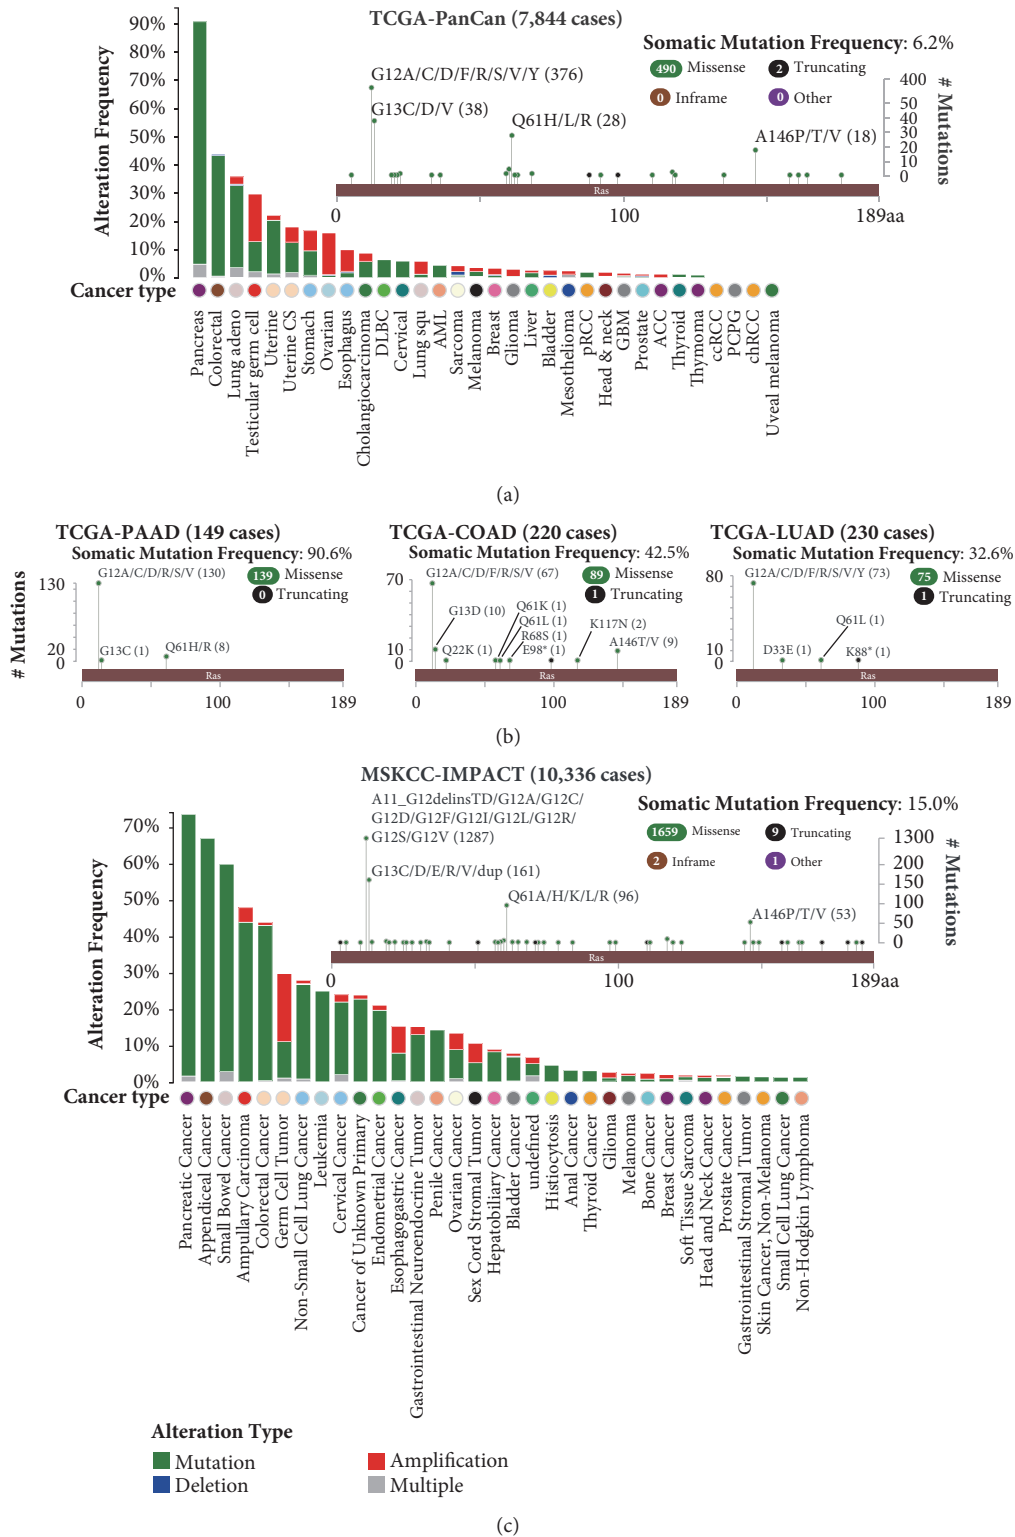 TCGA-PanCan (7,844 cases)
Somatic Mutation Frequency: 6.2%
490 Missense
2 Truncating
0 Inframe
0 Other
Alteration Frequency
90%
80%
70%
60%
50%
40%
30%
20%
10%
0%
G12A/C/D/F/R/S/V/Y (376)
G13C/D/V (38)
Q61H/L/R (28)
A146P/T/V (18)
400
50
40
30
20
10
0
# Mutations
Ras
0
100
189aa
Cancer type
Pancreas
Colorectal
Lung adeno
Testicular germ cell
Uterine
Uterine CS
Stomach
Ovarian
Esophagus
Cholangiocarcinoma
DLBC
Cervical
Lung squ
AML
Sarcoma
Melanoma
Breast
Glioma
Liver
Bladder
Mesothelioma
pRCC
Head & neck
GBM
Prostate
ACC
Thyroid
Thymoma
ccRCC
PCPG
chRCC
Uveal melanoma
(a)
TCGA-PAAD (149 cases)
Somatic Mutation Frequency: 90.6%
G12A/C/D/R/S/V (130)
139 Missense
0 Truncating
# Mutations
130
20
0
G13C (1)
Q61H/R (8)
Ras
0
100
189
TCGA-COAD (220 cases)
Somatic Mutation Frequency: 42.5%
G12A/C/D/F/R/S/V (67)
89 Missense
1 Truncating
70
10
0
G13D (10)
Q22K (1)
Q61K (1)
Q61L (1)
R68S (1)
E98* (1)
K117N (2)
A146T/V (9)
Ras
0
100
189
TCGA-LUAD (230 cases)
Somatic Mutation Frequency: 32.6%
G12A/C/D/F/R/S/V/Y (73)
75 Missense
1 Truncating
80
0
D33E (1)
Q61L (1)
K88* (1)
Ras
0
100
189
(b)
MSKCC-IMPACT (10,336 cases)
A11_G12delinsTD/G12A/G12C/
G12D/G12F/G12I/G12L/G12R/
G12S/G12V (1287)
G13C/D/E/R/V/dup (161)
Q61A/H/K/L/R (96)
A146P/T/V (53)
Somatic Mutation Frequency: 15.0%
1659 Missense
9 Truncating
2 Inframe
1 Other
1300
200
150
100
50
0
# Mutations
Ras
0
100
189aa
Alteration Frequency
70%
60%
50%
40%
30%
20%
10%
0%
Cancer type
Pancreatic Cancer
Appendiceal Cancer
Small Bowel Cancer
Ampullary Carcinoma
Colorectal Cancer
Germ Cell Tumor
Non-Small Cell Lung Cancer
Leukemia
Cervical Cancer
Cancer of Unknown Primary
Endometrial Cancer
Esophagogastric Cancer
Gastrointestinal Neuroendocrine Tumor
Penile Cancer
Ovarian Cancer
Sex Cord Stromal Tumor
Hepatobiliary Cancer
Bladder Cancer
undefined
Histiocytosis
Anal Cancer
Thyroid Cancer
Glioma
Melanoma
Bone Cancer
Breast Cancer
Soft Tissue Sarcoma
Head and Neck Cancer
Prostate Cancer
Gastrointestinal Stromal Tumor
Skin Cancer, Non-Melanoma
Small Cell Lung Cancer
Non-Hodgkin Lymphoma
Alteration Type
Mutation
Amplification
Deletion
Multiple
(c)